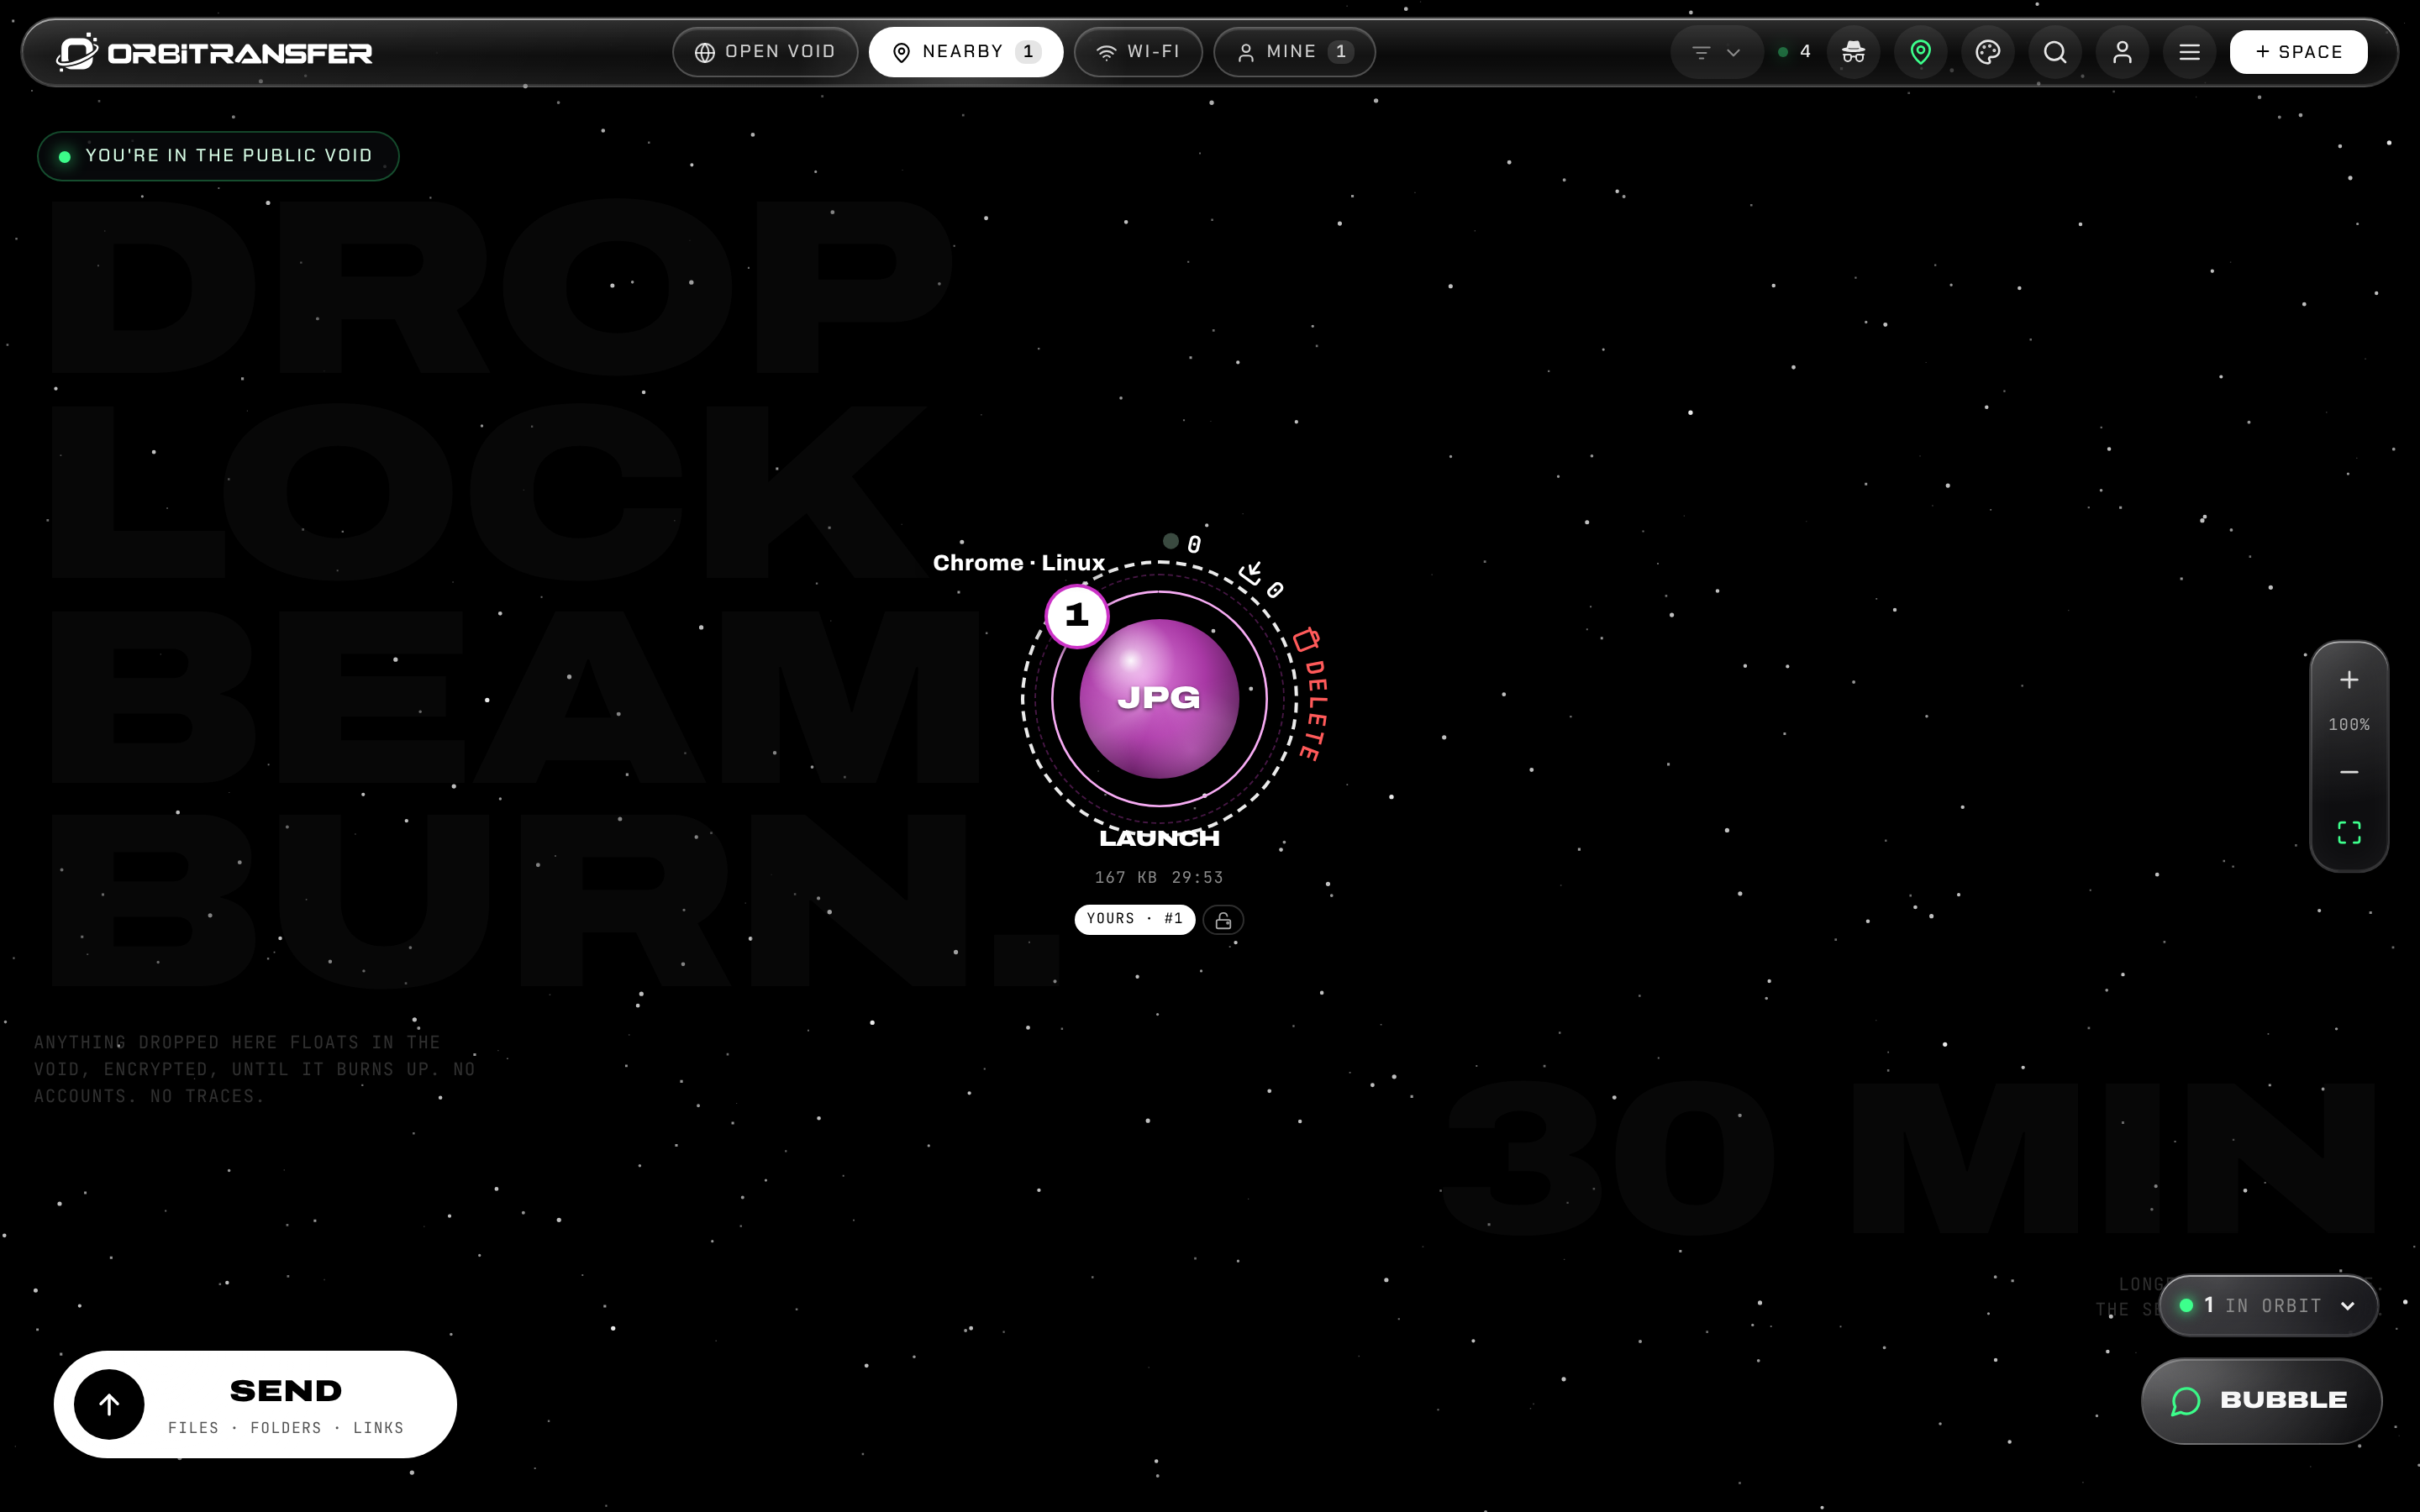 ORBiTRANSFER
OPEN VOID
NEARBY 1
WI-FI
MINE 1
4
+ SPACE
YOU'RE IN THE PUBLIC VOID
DROP
LOCK
BEAM
BURN.
Chrome · Linux
0
0
1
JPG
DELETE
LAUNCH
167 KB 29:53
YOURS · #1
100%
ANYTHING DROPPED HERE FLOATS IN THE
VOID, ENCRYPTED, UNTIL IT BURNS UP. NO
ACCOUNTS. NO TRACES.
30 MIN
THE
1 IN ORBIT
SEND
FILES · FOLDERS · LINKS
BUBBLE